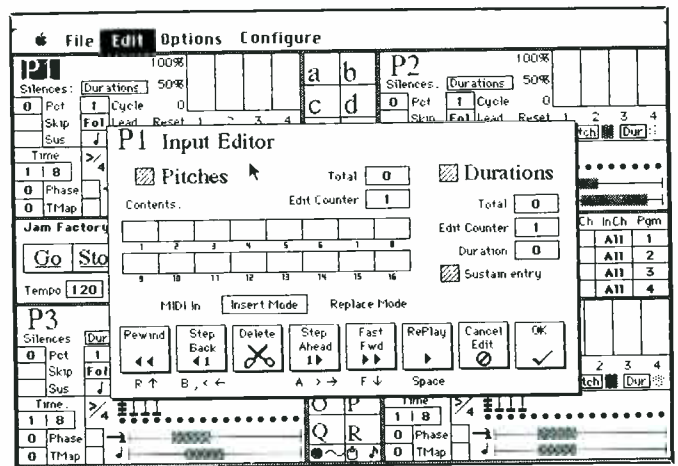 File Edit Options Configure
P1
100%
Silences: Durations 50%
0 Pct 1 Cycle 0
Skip Fol Lead Reset 1 2 3 4
Sus
Time
1 8
0 Phase
0 TMap
a b
c d
P2
100%
Silences. Durations 50%
0 Pct 1 Cycle 0
Skip Fol Lead Reset 1 2 3 4
tch Dur
P1 Input Editor
Pitches
Total 0
Edit Counter 1
Contents.
1 2 3 4 5 6 7 8
9 10 11 12 13 14 15 16
Durations
Total 0
Edit Counter 1
Duration 0
Sustain entry
MIDI In Insert Mode Replace Mode
Rewind
Step Back 1
Delete
Step Ahead 1
Fast Fwd
RePlay
Cancel Edit
OK
R ↑ B , < ← A > → F ↓ Space
Jam Factory
Go Sto
Tempo 120
Ch InCh Pgm
All 1
All 2
All 3
All 4
P3
Silences Dur
0 Pct 1
Skip Fol
Sus
Time.
1 8
0 Phase
0 TMap
O P
Q R
2 3 4
tch Dur
Time
1 8
0 Phase
0 TMap